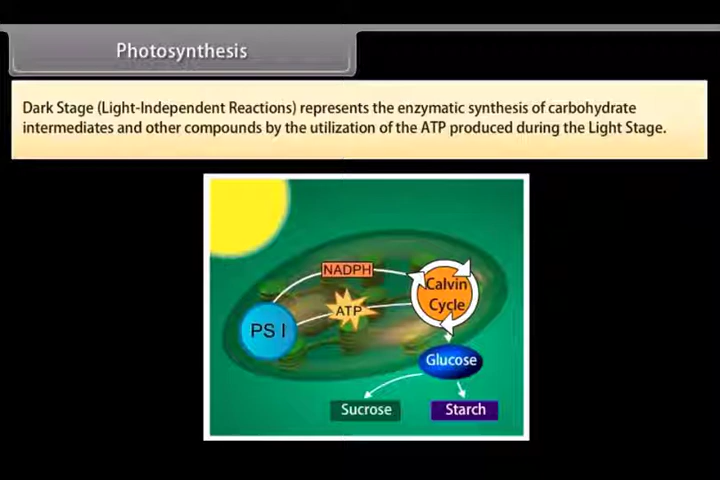 Photosynthesis
Dark Stage (Light-Independent Reactions) represents the enzymatic synthesis of carbohydrate
intermediates and other compounds by the utilization of the ATP produced during the Light Stage.
NADPH
Calvin
Cycle
ATP
PS I
Glucose
Sucrose
Starch